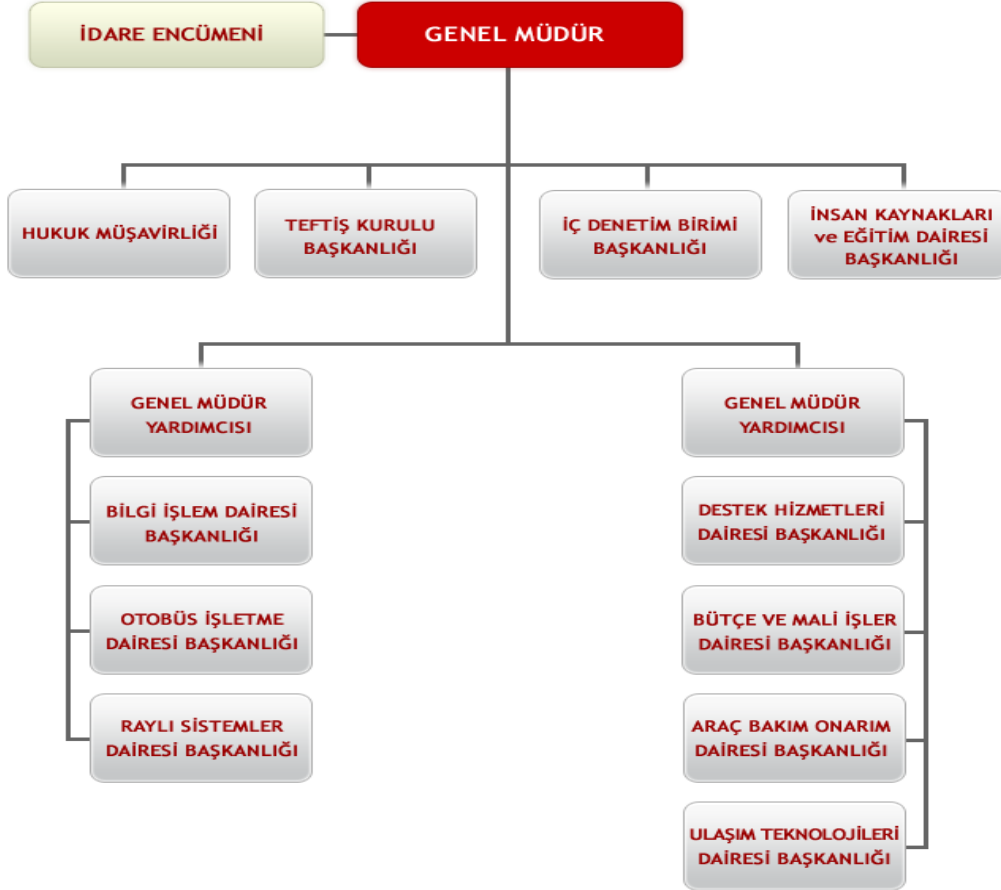 İDARE ENCÜMENİ
GENEL MÜDÜR
HUKUK MÜŞAVİRLİĞİ
TEFTİŞ KURULU
BAŞKANLIĞI
İÇ DENETİM BİRİMİ
BAŞKANLIĞI
İNSAN KAYNAKLARI
ve EĞİTİM DAİRESİ
BAŞKANLIĞI
GENEL MÜDÜR
YARDIMCISI
BİLGİ İŞLEM DAİRESİ
BAŞKANLIĞI
OTOBÜS İŞLETME
DAİRESİ BAŞKANLIĞI
RAYLI SİSTEMLER
DAİRESİ BAŞKANLIĞI
GENEL MÜDÜR
YARDIMCISI
DESTEK HİZMETLERİ
DAİRESİ BAŞKANLIĞI
BÜTÇE VE MALİ İŞLER
DAİRESİ BAŞKANLIĞI
ARAÇ BAKIM ONARIM
DAİRESİ BAŞKANLIĞI
ULAŞIM TEKNOLOJİLERİ
DAİRESİ BAŞKANLIĞI